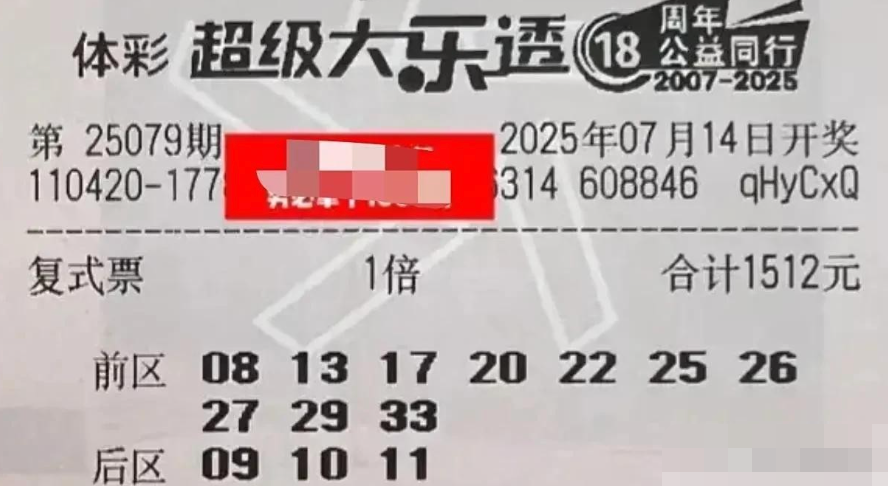 体彩 超级大乐透 18 周年
公益同行
2007-2025
第 25079期 2025年07月14日开奖
110420-177 6314 608846 qHyCxQ
复式票 1倍 合计1512元
前区 08 13 17 20 22 25 26
27 29 33
后区 09 10 11